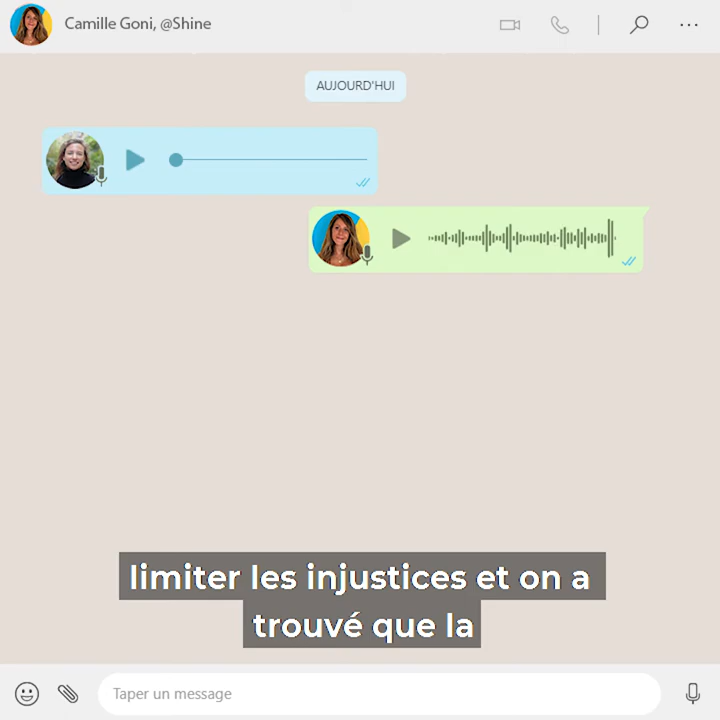 Camille Goni, @Shine
AUJOURD'HUI
limiter les injustices et on a
trouvé que la
Taper un message